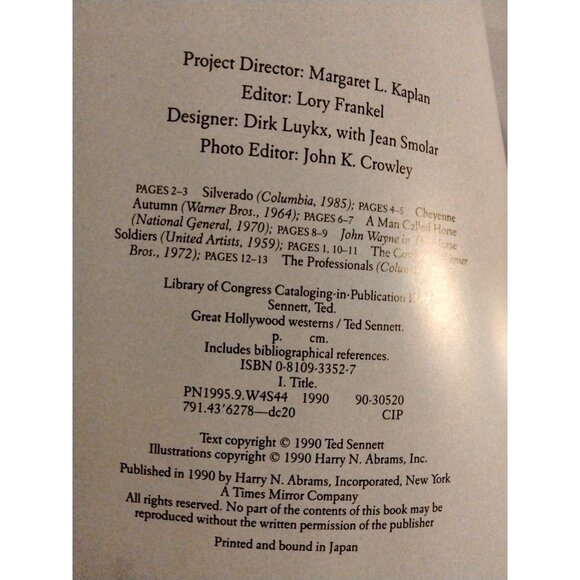 Project Director: Margaret L. Kaplan
Editor: Lory Frankel
Designer: Dirk Luykx, with Jean Smolar
Photo Editor: John K. Crowley
PAGES 2–3 Silverado (Columbia, 1985); PAGES 4–5 Cheyenne
Autumn (Warner Bros., 1964); PAGES 6–7 A Man Called Horse
(National General, 1970); PAGES 8–9 John Wayne in
Soldiers (United Artists, 1959); PAGES 1, 10–11 The
Bros., 1972); PAGES 12–13 The Professionals
Library of Congress Cataloging-in-Publication
Sennett, Ted.
Great Hollywood westerns / Ted Sennett.
p. cm.
Includes bibliographical references.
ISBN 0-8109-3352-7
I. Title.
PN1995.9.W4S44 1990 90-30520
791.43′6278—dc20 CIP
Text copyright © 1990 Ted Sennett
Illustrations copyright © 1990 Harry N. Abrams, Inc.
Published in 1990 by Harry N. Abrams, Incorporated, New York
A Times Mirror Company
All rights reserved. No part of the contents of this book may be
reproduced without the written permission of the publisher
Printed and bound in Japan